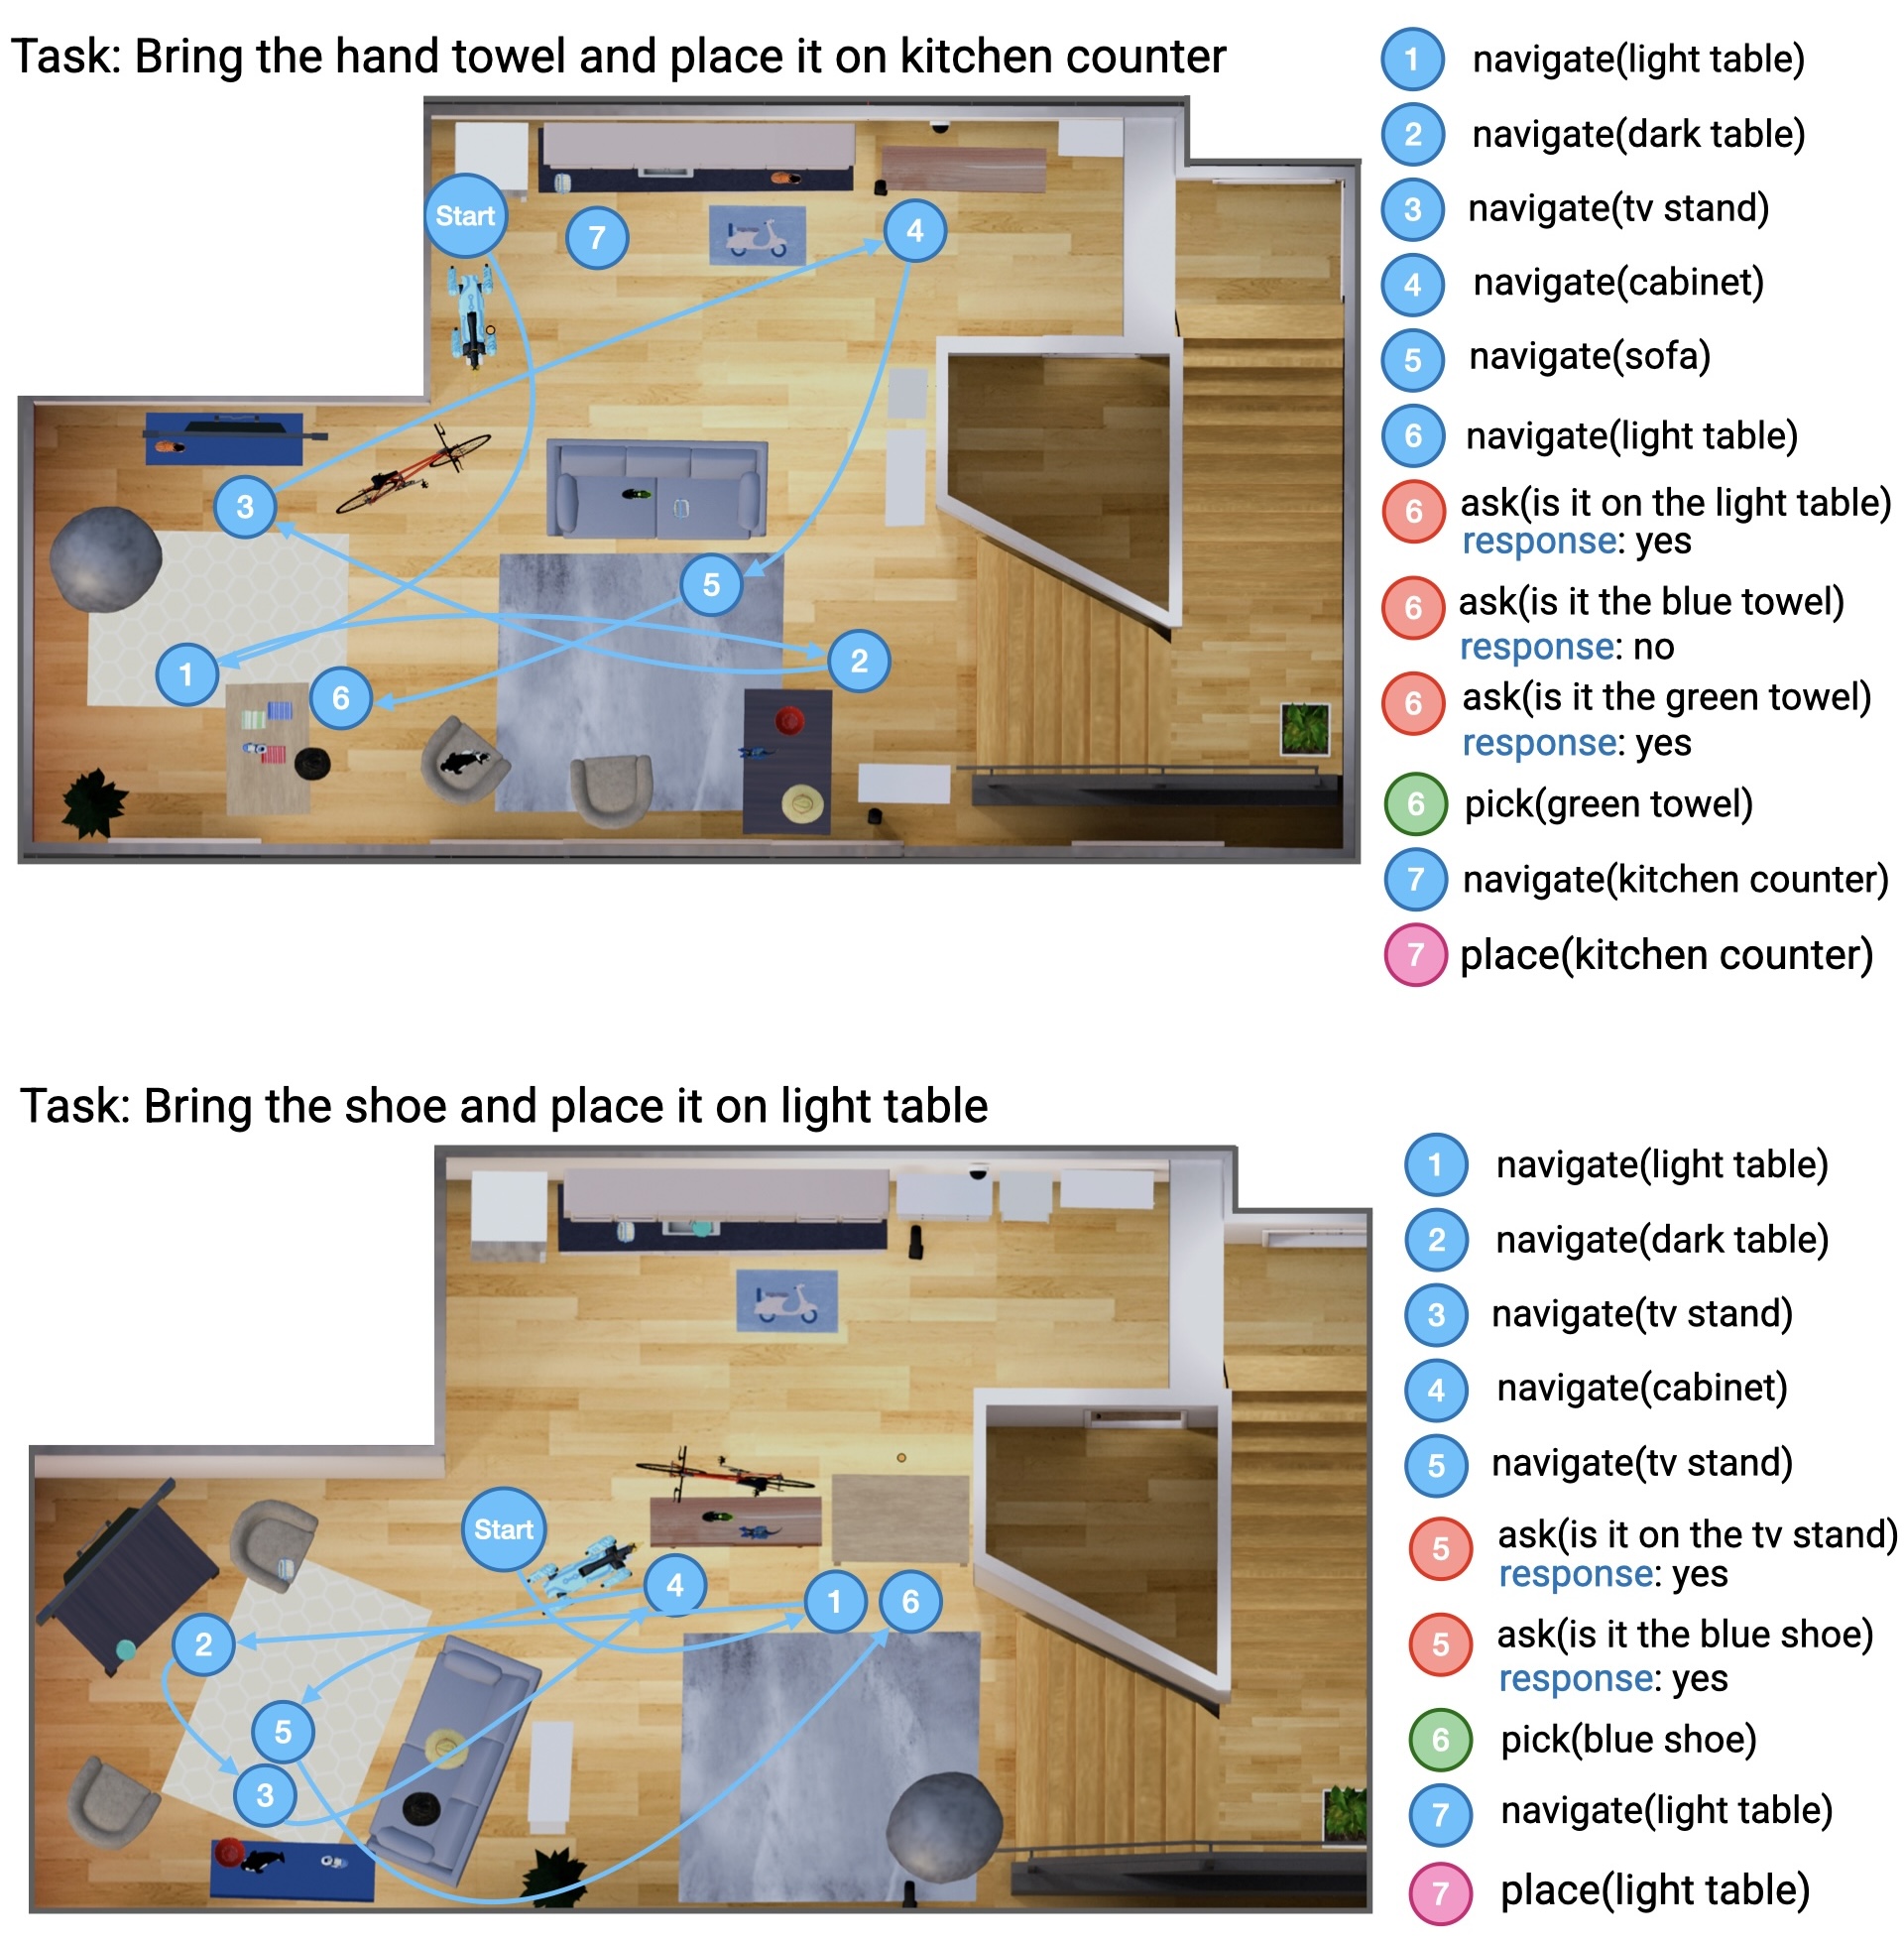 Task: Bring the hand towel and place it on kitchen counter
Start
7
4
3
5
1
6
2
1 navigate(light table)
2 navigate(dark table)
3 navigate(tv stand)
4 navigate(cabinet)
5 navigate(sofa)
6 navigate(light table)
6 ask(is it on the light table)
response: yes
6 ask(is it the blue towel)
response: no
6 ask(is it the green towel)
response: yes
6 pick(green towel)
7 navigate(kitchen counter)
7 place(kitchen counter)
Task: Bring the shoe and place it on light table
Start
4
1
6
2
5
3
1 navigate(light table)
2 navigate(dark table)
3 navigate(tv stand)
4 navigate(cabinet)
5 navigate(tv stand)
5 ask(is it on the tv stand)
response: yes
5 ask(is it the blue shoe)
response: yes
6 pick(blue shoe)
7 navigate(light table)
7 place(light table)